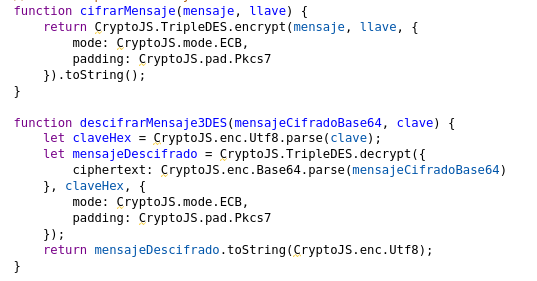 function cifrarMensaje(mensaje, llave) {
    return CryptoJS.TripleDES.encrypt(mensaje, llave, {
        mode: CryptoJS.mode.ECB,
        padding: CryptoJS.pad.Pkcs7
    }).toString();
}

function descifrarMensaje3DES(mensajeCifradoBase64, clave) {
    let claveHex = CryptoJS.enc.Utf8.parse(clave);
    let mensajeDescifrado = CryptoJS.TripleDES.decrypt({
        ciphertext: CryptoJS.enc.Base64.parse(mensajeCifradoBase64)
    }, claveHex, {
        mode: CryptoJS.mode.ECB,
        padding: CryptoJS.pad.Pkcs7
    });
    return mensajeDescifrado.toString(CryptoJS.enc.Utf8);
}